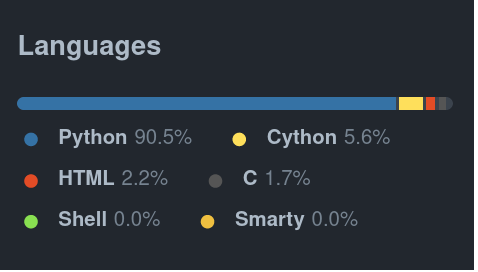 Languages
Python 90.5% Cython 5.6%
HTML 2.2% C 1.7%
Shell 0.0% Smarty 0.0%